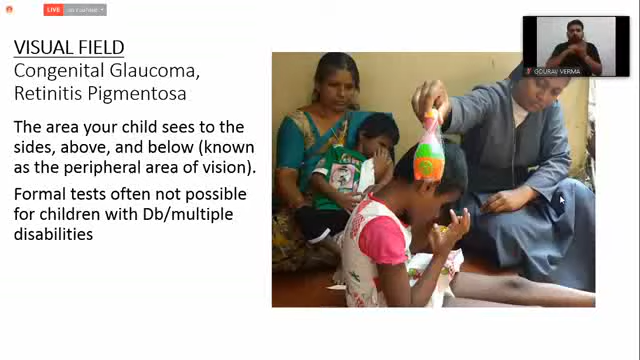 LIVE
VISUAL FIELD
Congenital Glaucoma,
Retinitis Pigmentosa
The area your child sees to the
sides, above, and below (known
as the peripheral area of vision).
Formal tests often not possible
for children with Db/multiple
disabilities
GOURAV VERMA